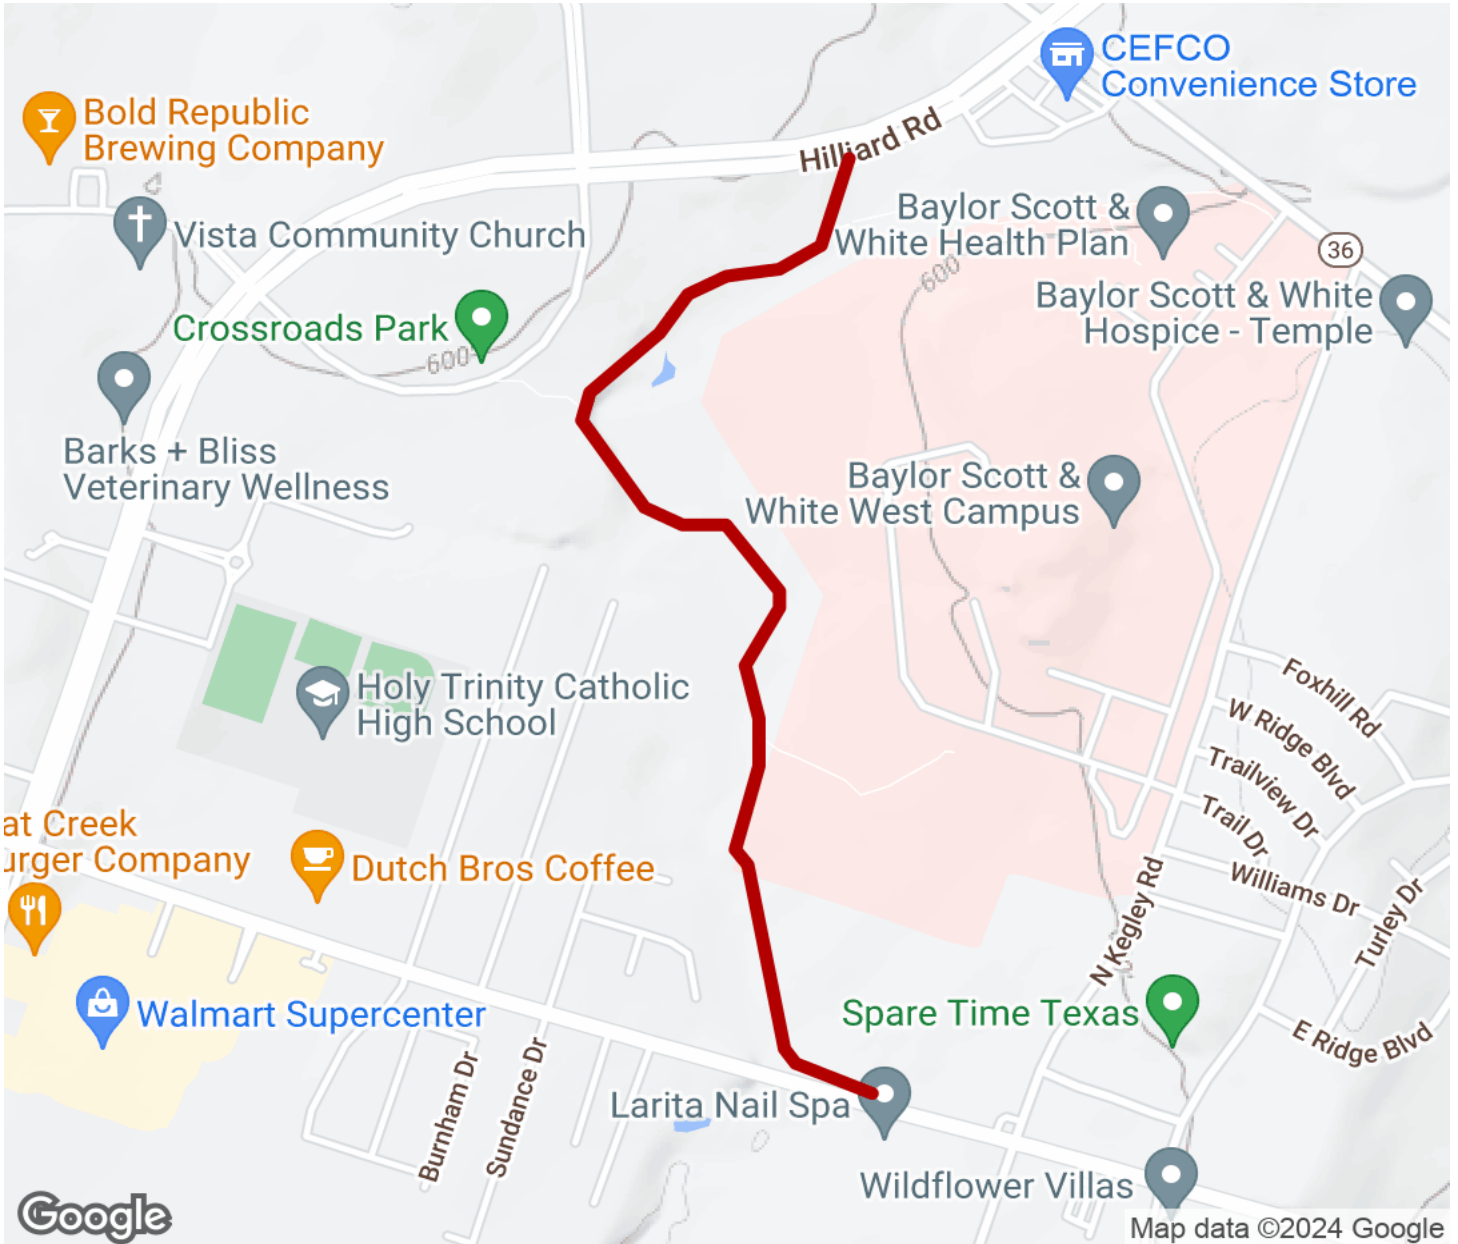 CEFCO
Convenience Store
Bold Republic
Brewing Company
Hilliard Rd
Baylor Scott &
White Health Plan
Vista Community Church
36
600
Baylor Scott & White
Hospice - Temple
Crossroads Park
600
Barks + Bliss
Veterinary Wellness
Baylor Scott &
White West Campus
Holy Trinity Catholic
High School
Foxhill Rd
W Ridge Blvd
Trailview Dr
Trail Dr
at Creek
urger Company
Dutch Bros Coffee
Williams Dr
Turley Dr
N Kegley Rd
Walmart Supercenter
Spare Time Texas
E Ridge Blvd
Burnham Dr
Sundance Dr
Larita Nail Spa
Wildflower Villas
Google
Map data ©2024 Google